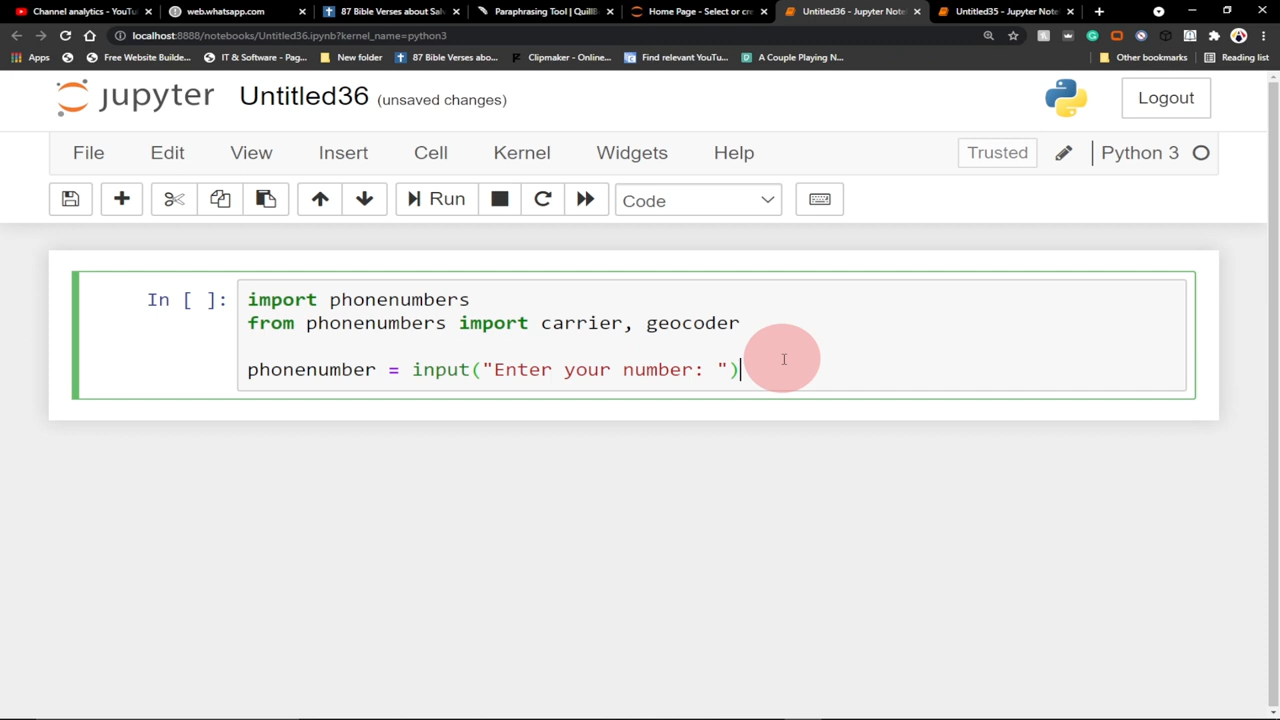 Channel analytics - YouTu
web.whatsapp.com
87 Bible Verses about Sal
Paraphrasing Tool | QuillB
Home Page - Select or cre
Untitled36 - Jupyter Note
Untitled35 - Jupyter Note
localhost:8888/notebooks/Untitled36.ipynb?kernel_name=python3
Apps
Free Website Builde...
IT & Software - Pag...
New folder
87 Bible Verses abo...
Clipmaker - Online...
Find relevant YouTu...
A Couple Playing N...
Other bookmarks
Reading list
jupyter Untitled36 (unsaved changes)
Logout
File Edit View Insert Cell Kernel Widgets Help
Trusted
Python 3
Run
Code
In [ ]:
import phonenumbers
from phonenumbers import carrier, geocoder
phonenumber = input("Enter your number: ")